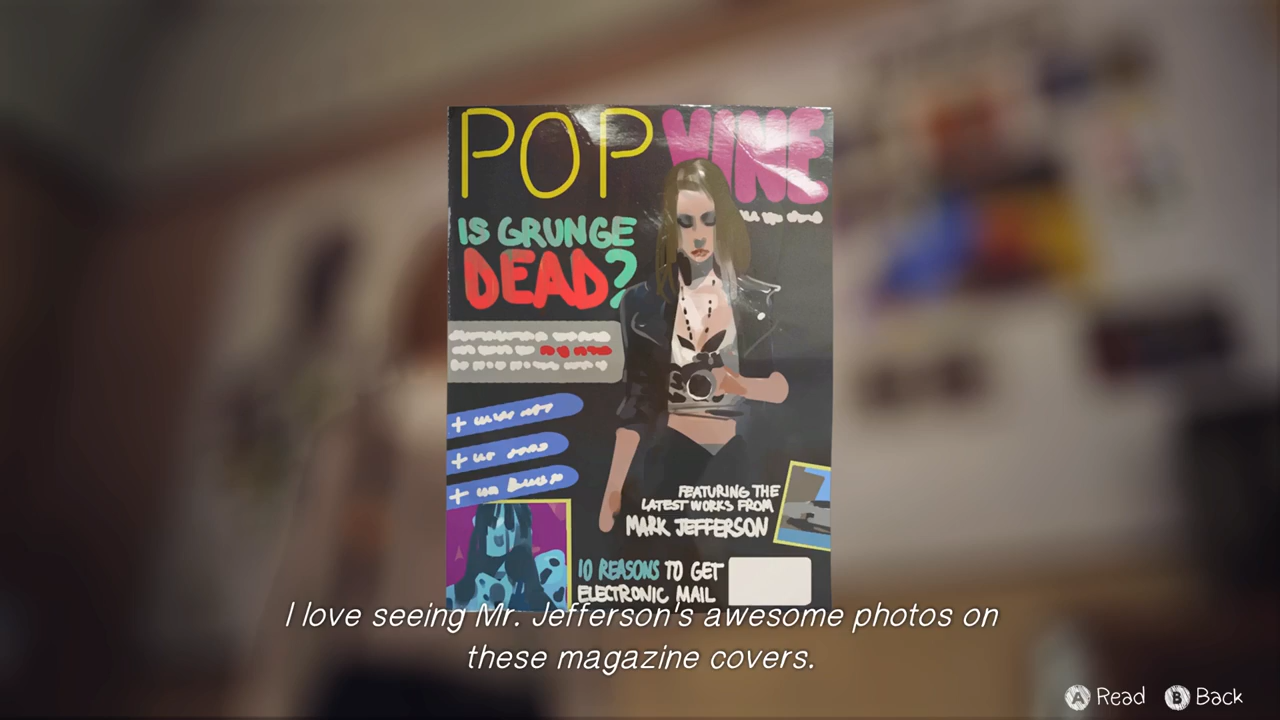 POP VINE
IS GRUNGE
DEAD?
FEATURING THE
LATEST WORKS FROM
MARK JEFFERSON
10 REASONS TO GET
ELECTRONIC MAIL
I love seeing Mr. Jefferson's awesome photos on
these magazine covers.
A Read B Back